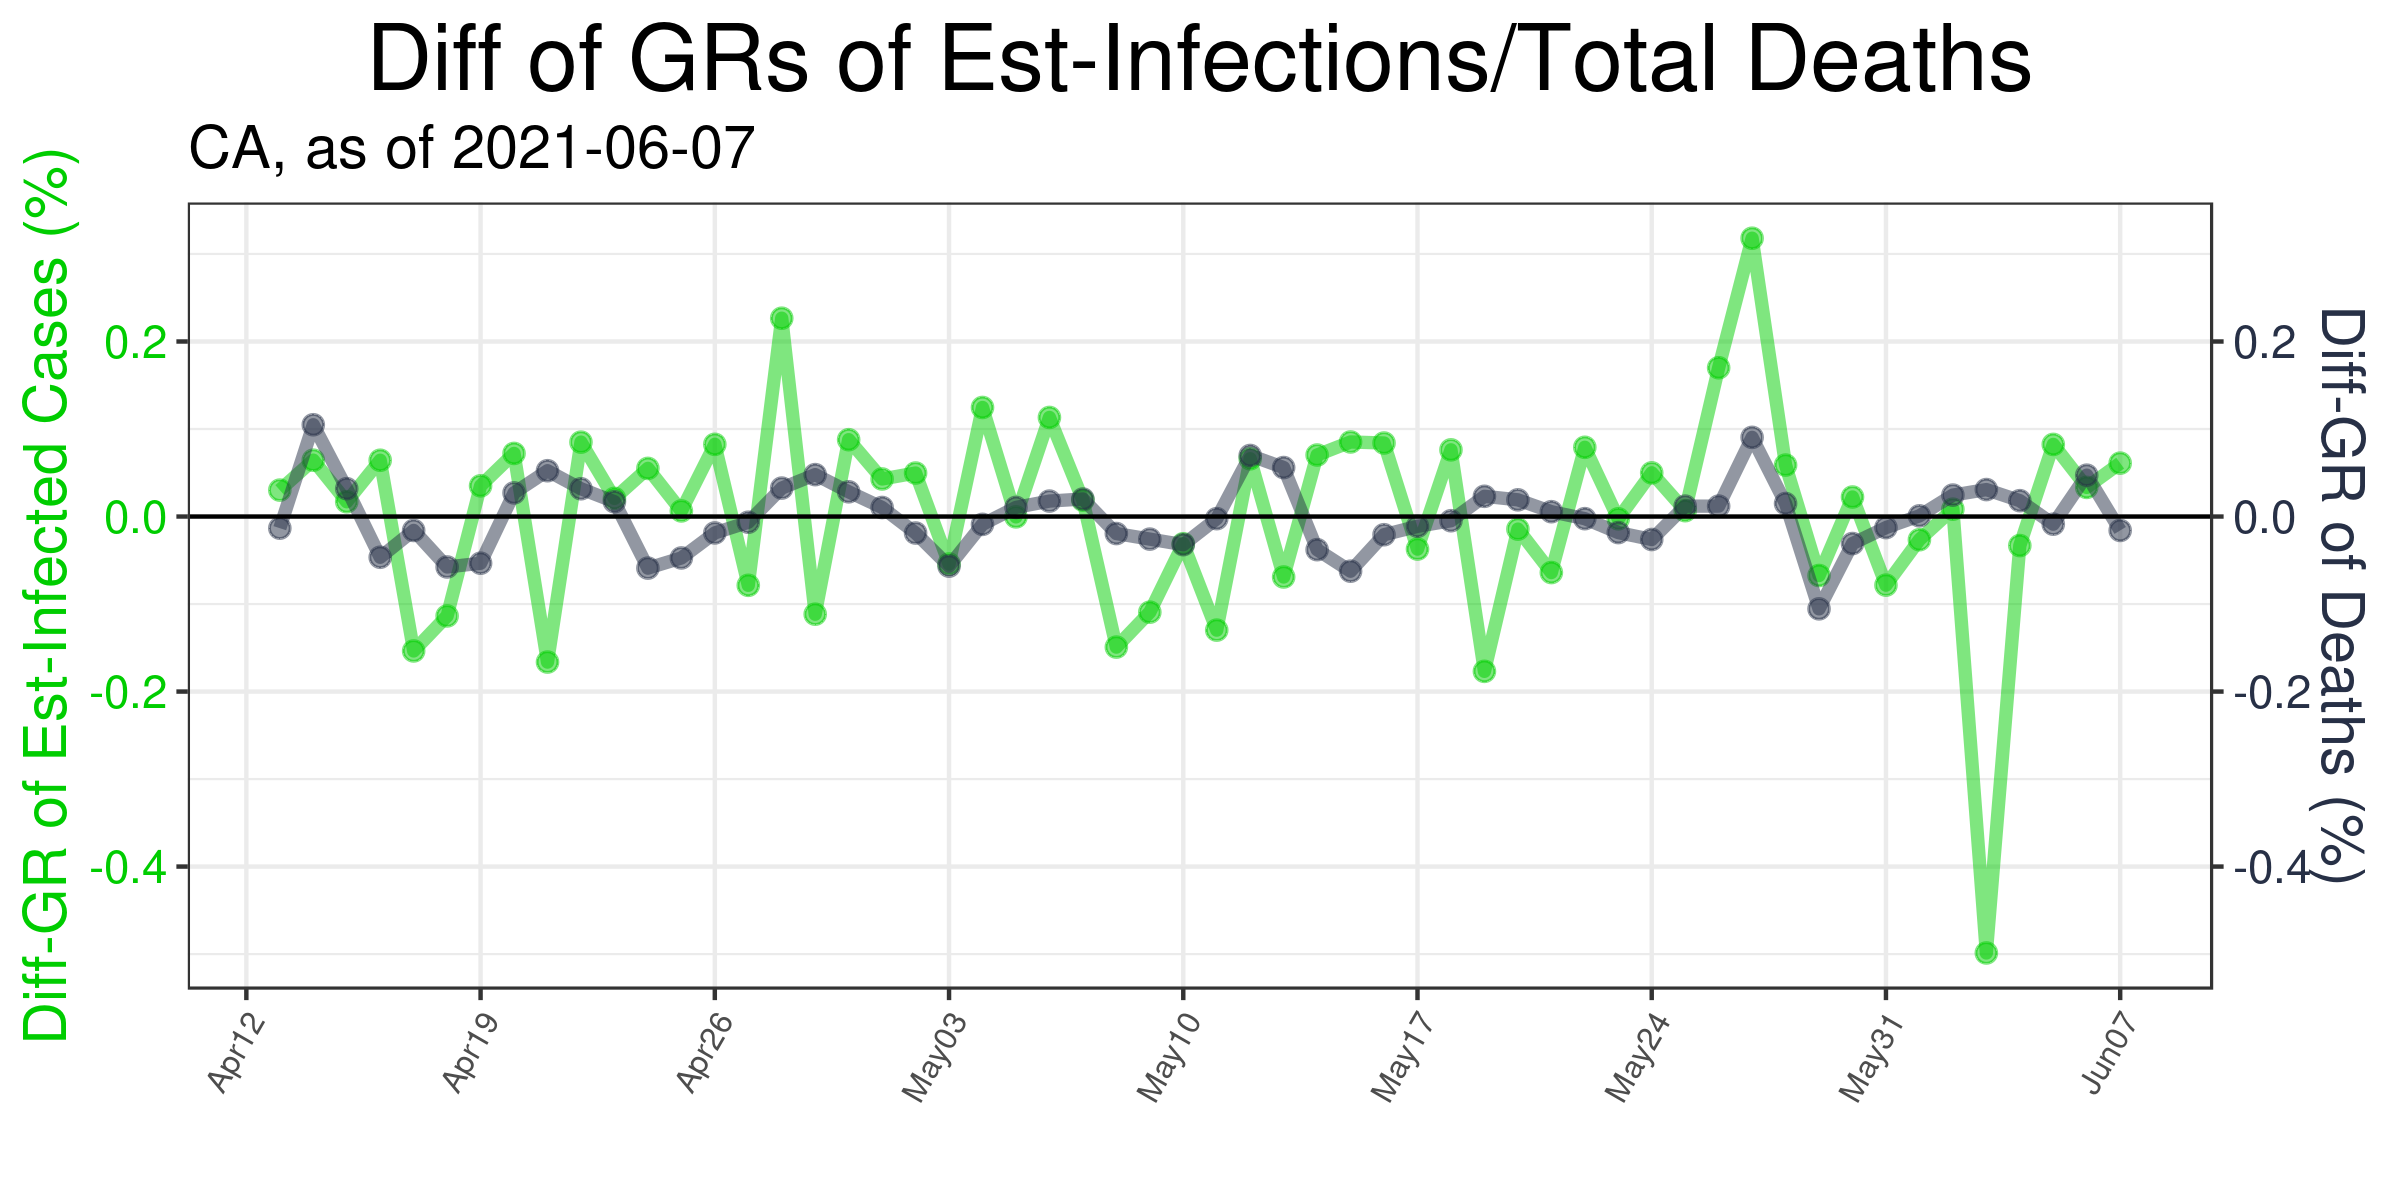 Diff of GRs of Est-Infections/Total Deaths
CA, as of 2021-06-07
Diff-GR of Est-Infected Cases (%)
0.2
0.0
-0.2
-0.4
0.2
0.0
-0.2
-0.4
Diff-GR of Deaths (%)
Apr12
Apr19
Apr26
May03
May10
May17
May24
May31
Jun07